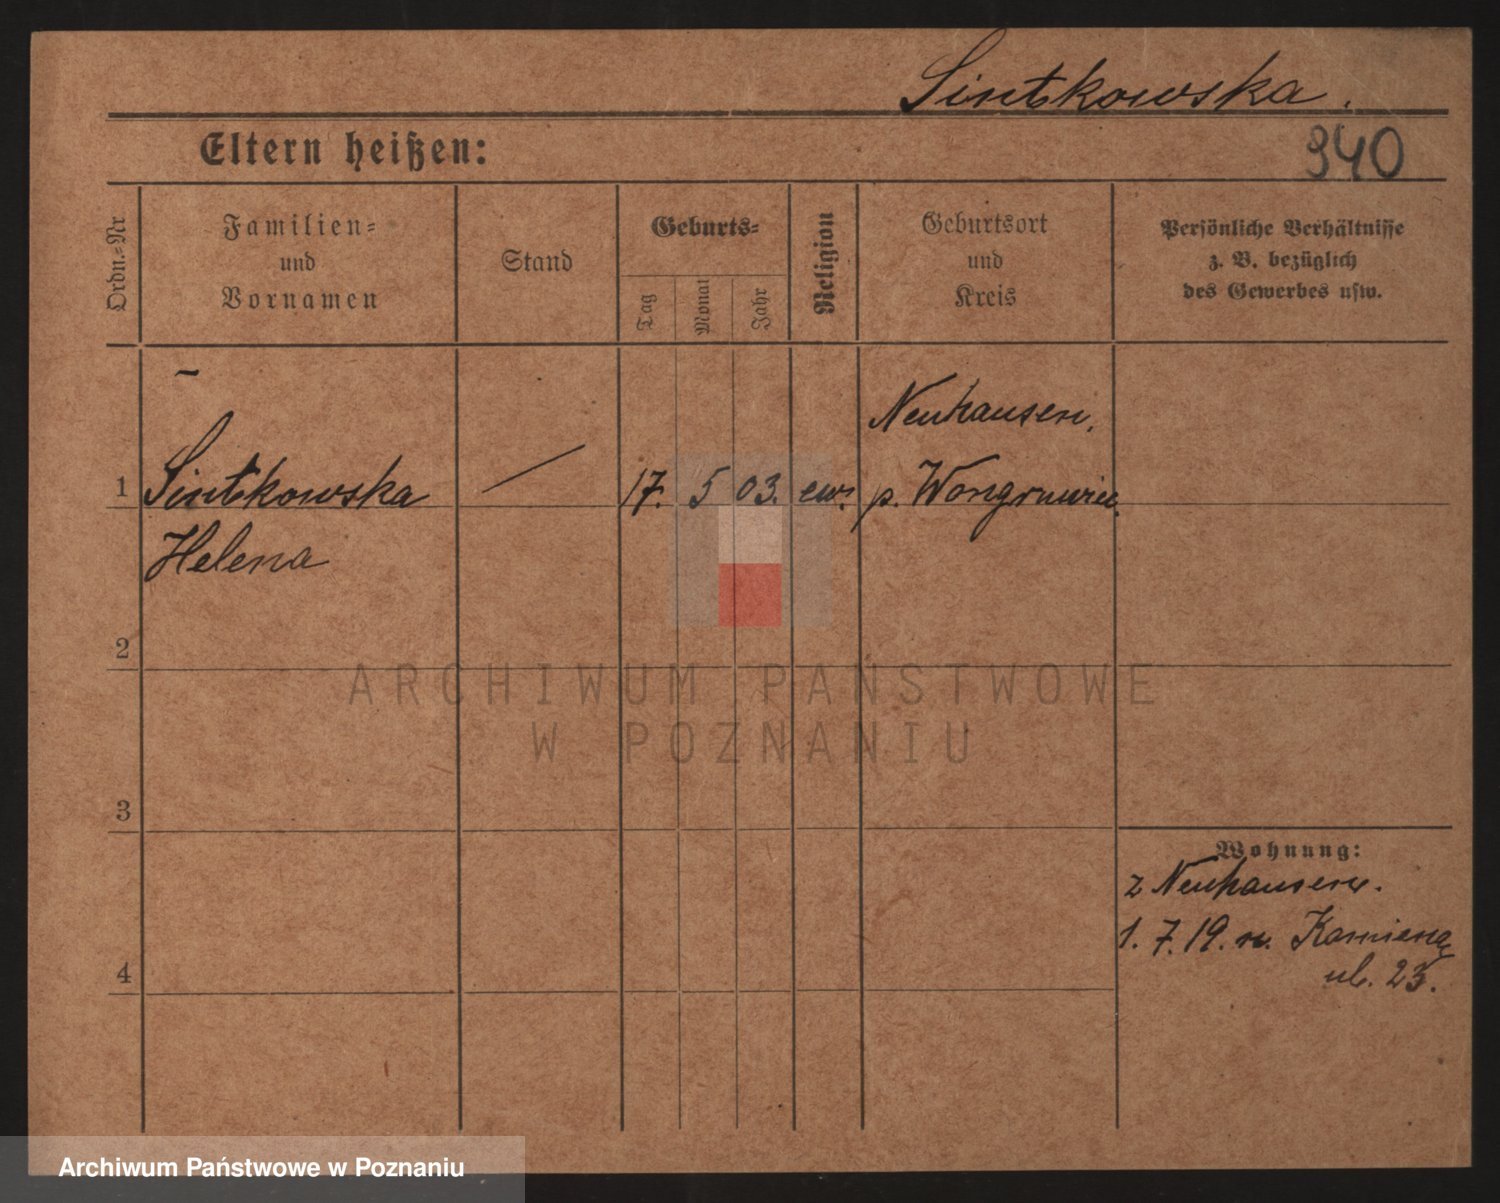 Sintkowska.
Eltern heißen:
940
Ordn.=Nr
Familien=
und
Vornamen
Stand
Geburts=
Tag
Monat
Jahr
Religion
Geburtsort
und
Kreis
Persönliche Verhältnisse
z. B. bezüglich
des Gewerbes usw.
Neuhausen.
1 Sintkowska 17. 5 03. ew. p. Wongrowiec.
Helena
2
ARCHIWUM PAŃSTWOWE
W POZNANIU
3
Wohnung:
z Neuhausen.
1. 7. 19. n. Kamienna
ul. 23.
4
Archiwum Państwowe w Poznaniu